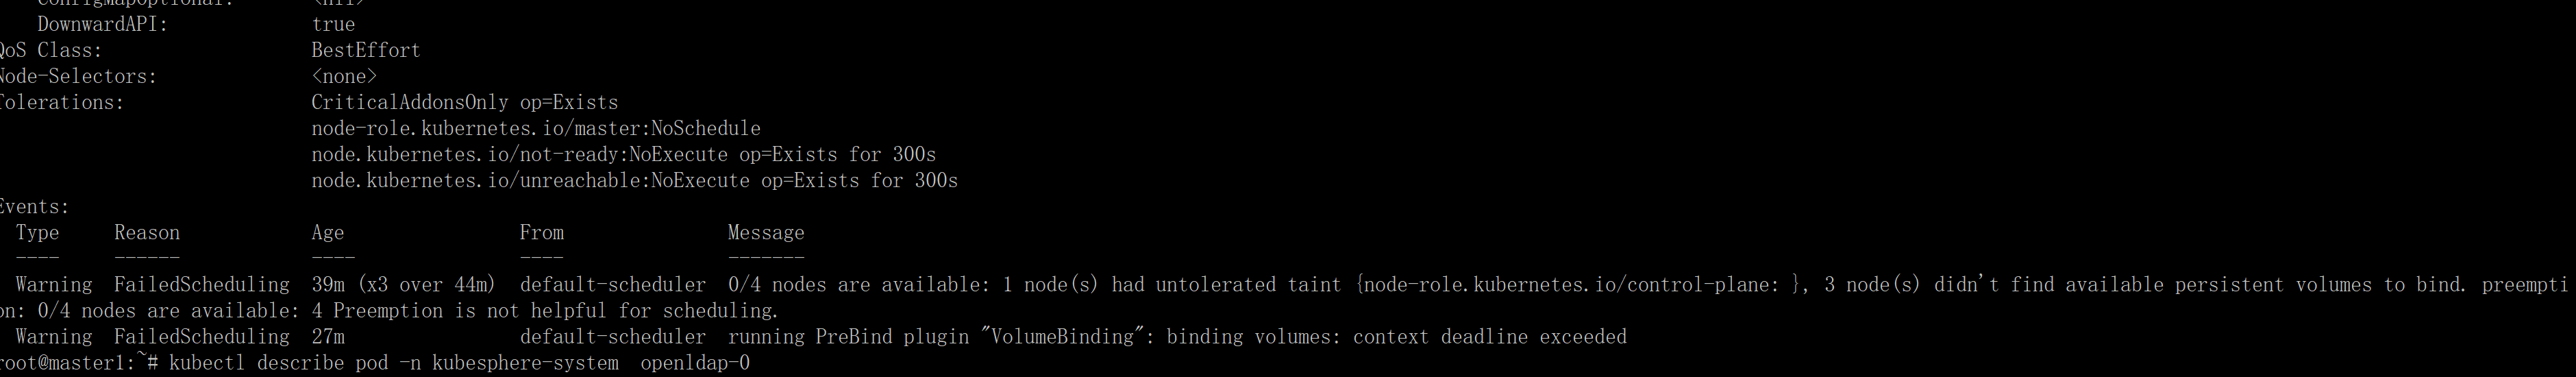 ConfigMapOptional:       <nil>
DownwardAPI:             true
QoS Class:                   BestEffort
Node-Selectors:              <none>
Tolerations:                 CriticalAddonsOnly op=Exists
node-role.kubernetes.io/master:NoSchedule
node.kubernetes.io/not-ready:NoExecute op=Exists for 300s
node.kubernetes.io/unreachable:NoExecute op=Exists for 300s
Events:
Type     Reason            Age                From               Message
----     ------            ----               ----               -------
Warning  FailedScheduling  39m (x3 over 44m)  default-scheduler  0/4 nodes are available: 1 node(s) had untolerated taint {node-role.kubernetes.io/control-plane: }, 3 node(s) didn't find available persistent volumes to bind. preempti
on: 0/4 nodes are available: 4 Preemption is not helpful for scheduling.
Warning  FailedScheduling  27m                default-scheduler  running PreBind plugin "VolumeBinding": binding volumes: context deadline exceeded
root@master1:~# kubectl describe pod -n kubesphere-system  openldap-0